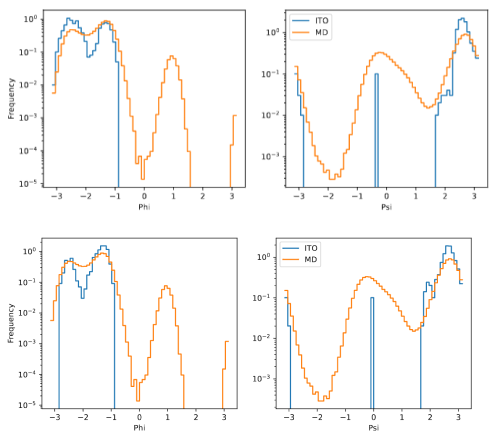 10⁰
10⁻¹
10⁻²
10⁻³
10⁻⁴
10⁻⁵
Frequency
−3 −2 −1 0 1 2 3
Phi
ITO
MD
10⁰
10⁻¹
10⁻²
10⁻³
−3 −2 −1 0 1 2 3
Psi
10⁰
10⁻¹
10⁻²
10⁻³
10⁻⁴
10⁻⁵
Frequency
−3 −2 −1 0 1 2 3
Phi
ITO
MD
10⁰
10⁻¹
10⁻²
10⁻³
−3 −2 −1 0 1 2 3
Psi